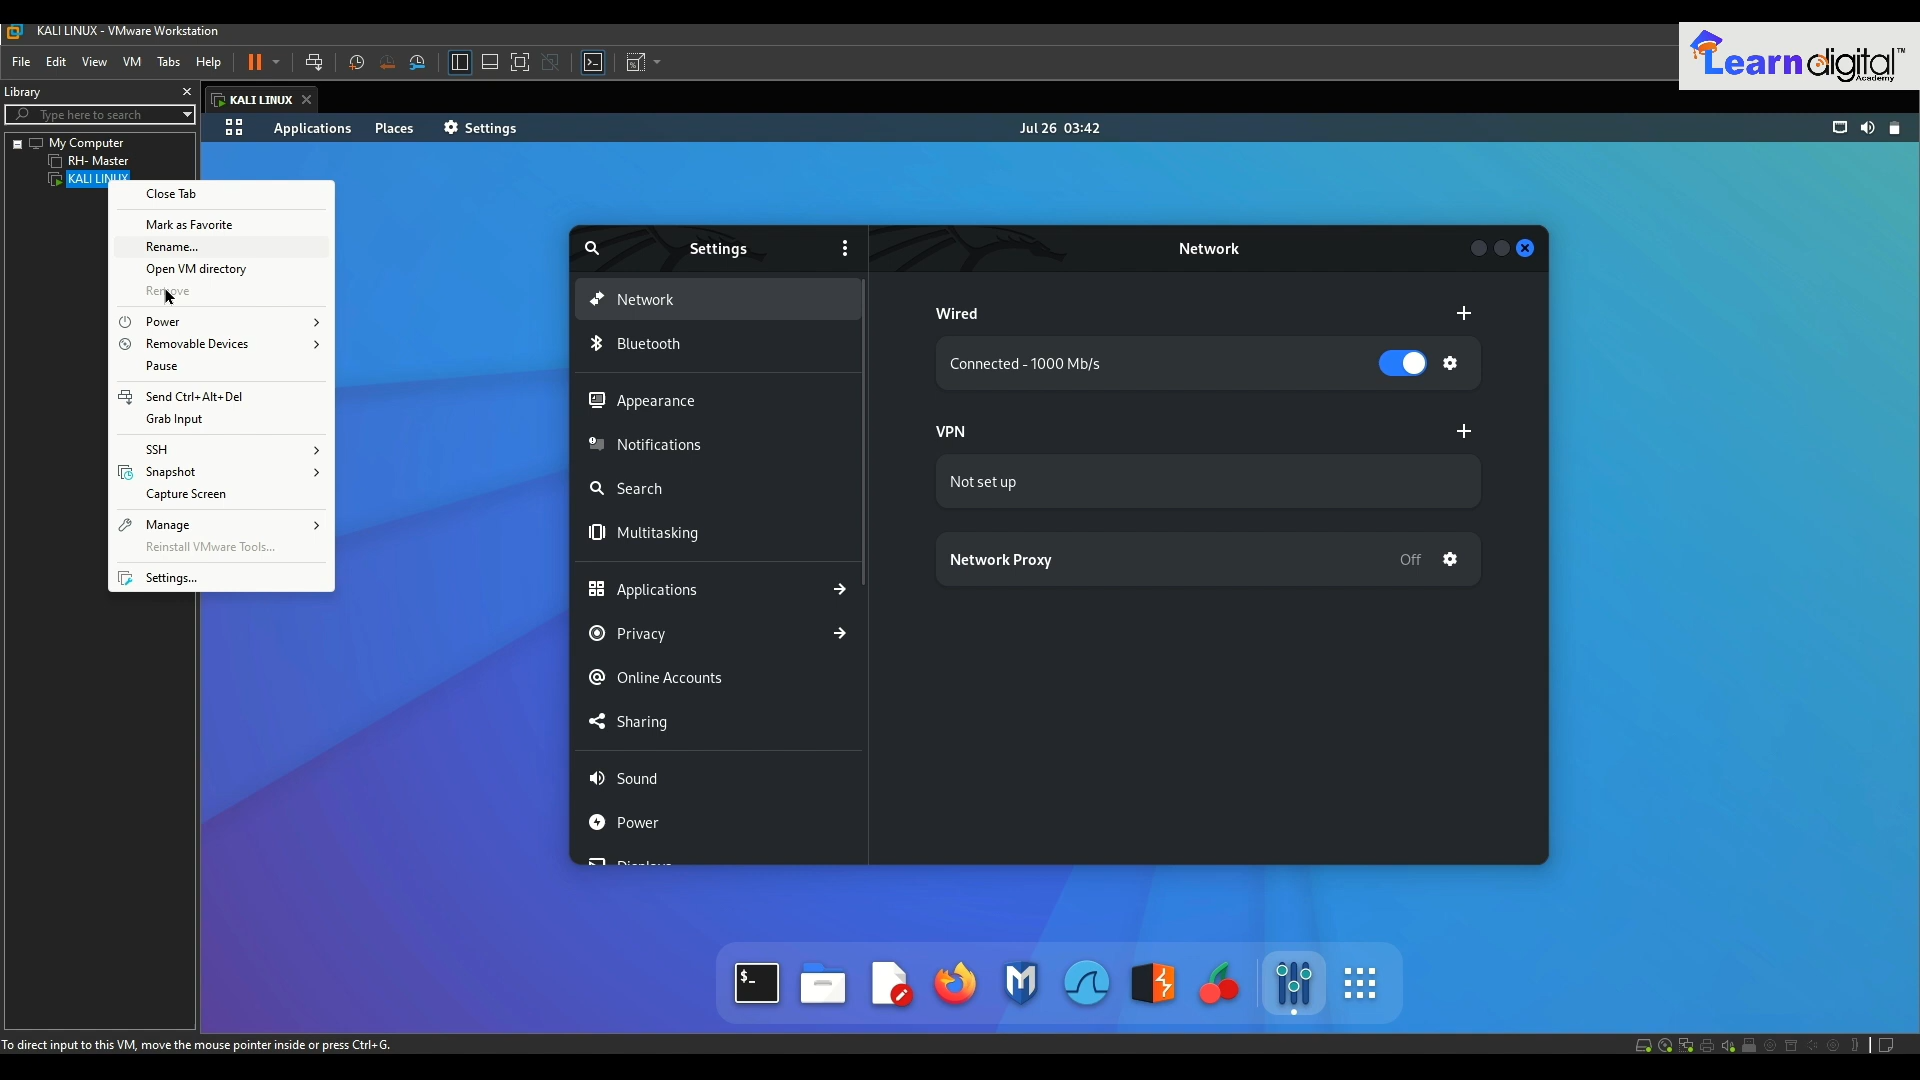 KALI LINUX - VMware Workstation
File Edit View VM Tabs Help
Learn digital™
Academy
Library
Type here to search
My Computer
RH- Master
KALI LINUX
KALI LINUX
Applications Places Settings
Jul 26 03:42
Close Tab
Mark as Favorite
Rename...
Open VM directory
Remove
Power
Removable Devices
Pause
Send Ctrl+Alt+Del
Grab Input
SSH
Snapshot
Capture Screen
Manage
Reinstall VMware Tools...
Settings...
Settings
Network
Bluetooth
Appearance
Notifications
Search
Multitasking
Applications
Privacy
Online Accounts
Sharing
Sound
Power
Displays
Network
Wired
Connected - 1000 Mb/s
VPN
Not set up
Network Proxy Off
$_
To direct input to this VM, move the mouse pointer inside or press Ctrl+G.